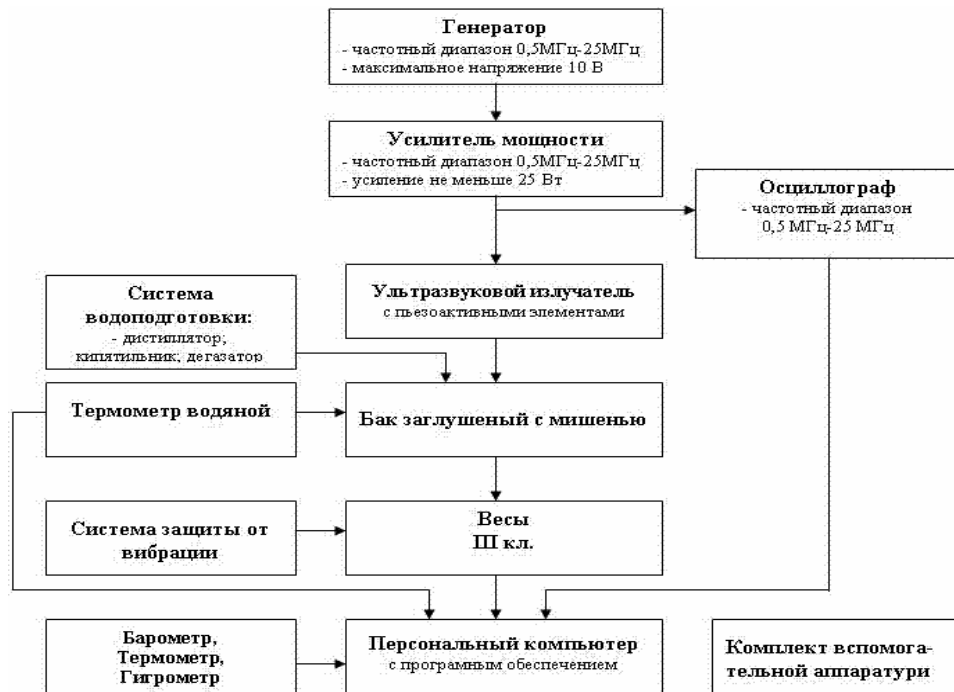 Генератор
- частотный диапазон 0,5МГц-25МГц
- максимальное напряжение 10 В
Усилитель мощности
- частотный диапазон 0,5МГц-25МГц
- усиление не меньше 25 Вт
Осциллограф
- частотный диапазон
0,5 МГц-25 МГц
Ультразвуковой излучатель
с пьезоактивными элементами
Система
водоподготовки:
- дистиллятор;
кипятильник; дегазатор
Термометр водяной
Бак заглушеный с мишенью
Система защиты от
вибрации
Весы
III кл.
Барометр,
Термометр,
Гигрометр
Персональный компьютер
с програмным обеспечением
Комплект вспомога-
тельной аппаратури